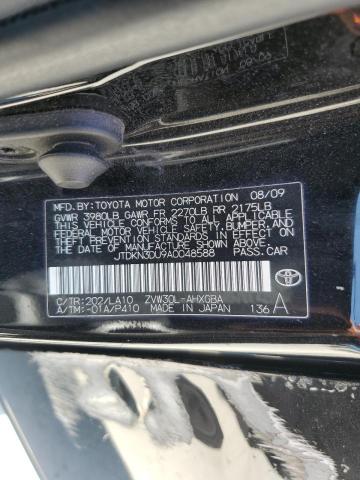 MFD. BY: TOYOTA MOTOR CORPORATION 08/09
GVWR 3980LB GAWR FR 2270LB RR 2175LB
THIS VEHICLE CONFORMS TO ALL APPLICABLE
FEDERAL MOTOR VEHICLE SAFETY, BUMPER, AND
THEFT PREVENTION STANDARDS IN EFFECT ON
THE DATE OF MANUFACTURE SHOWN ABOVE.
JTDKN3DU9A0048588 PASS. CAR
C/TR: 202/LA10 ZVW30L-AHXGBA
A/TM: -01A/P410 MADE IN JAPAN 136 A